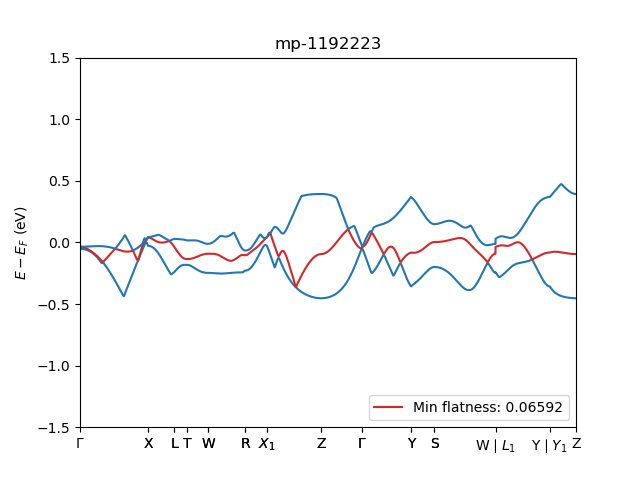 mp-1192223
E − E_F (eV)
1.5
1.0
0.5
0.0
−0.5
−1.0
−1.5
Min flatness: 0.06592
Γ X L T W R X₁ Z Γ Y S W | L₁ Y | Y₁ Z